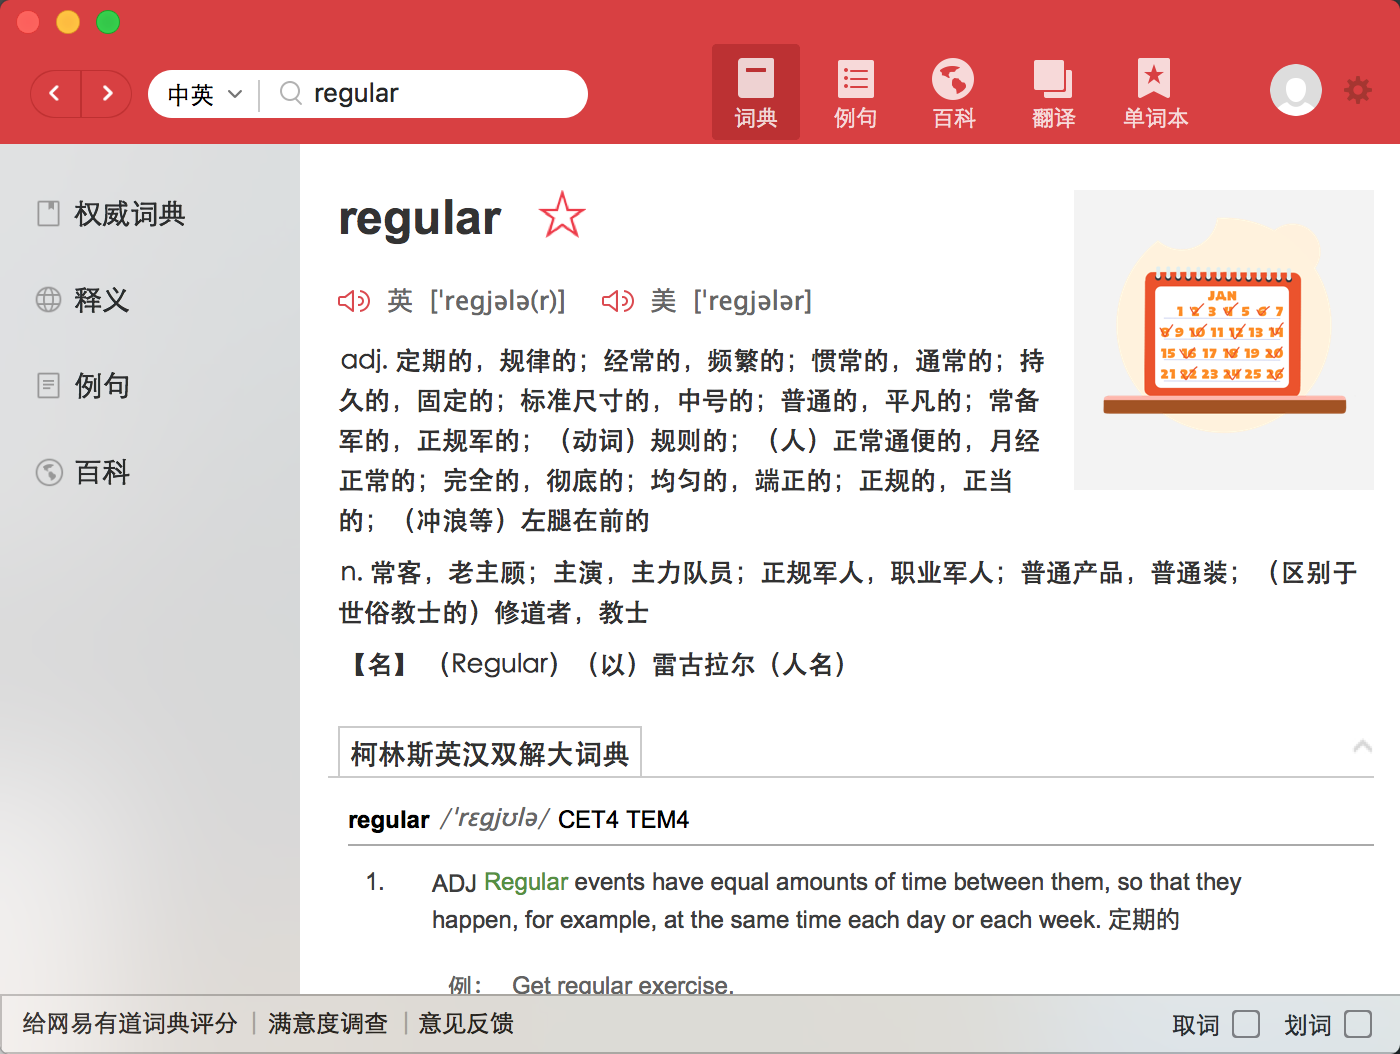 中英 regular
词典 例句 百科 翻译 单词本
权威词典
释义
例句
百科
regular
英 ['regjələ(r)] 美 ['regjələr]
adj. 定期的，规律的；经常的，频繁的；惯常的，通常的；持
久的，固定的；标准尺寸的，中号的；普通的，平凡的；常备
军的，正规军的；（动词）规则的；（人）正常通便的，月经
正常的；完全的，彻底的；均匀的，端正的；正规的，正当
的；（冲浪等）左腿在前的
JAN
1 2 3 4 5 6 7
8 9 10 11 12 13 14
15 16 17 18 19 20
21 22 23 24 25 26
n. 常客，老主顾；主演，主力队员；正规军人，职业军人；普通产品，普通装；（区别于
世俗教士的）修道者，教士
【名】（Regular）（以）雷古拉尔（人名）
柯林斯英汉双解大词典
regular /ˈrɛgjʊlə/ CET4 TEM4
1. ADJ Regular events have equal amounts of time between them, so that they
happen, for example, at the same time each day or each week. 定期的
例： Get regular exercise.
给网易有道词典评分 | 满意度调查 | 意见反馈
取词 划词